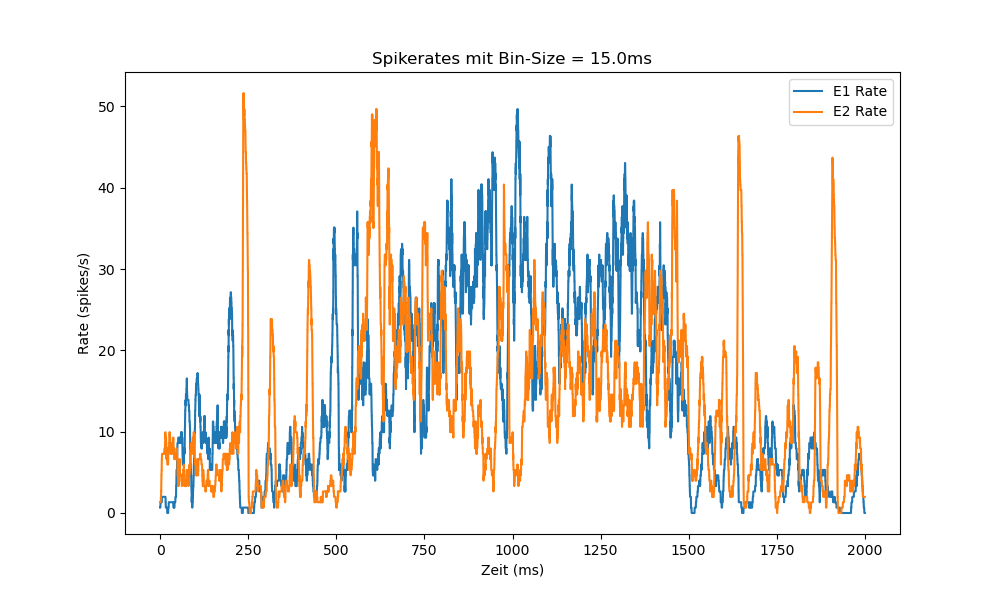 Spikerates mit Bin-Size = 15.0ms
E1 Rate
E2 Rate
50
40
30
20
10
0
Rate (spikes/s)
0 250 500 750 1000 1250 1500 1750 2000
Zeit (ms)